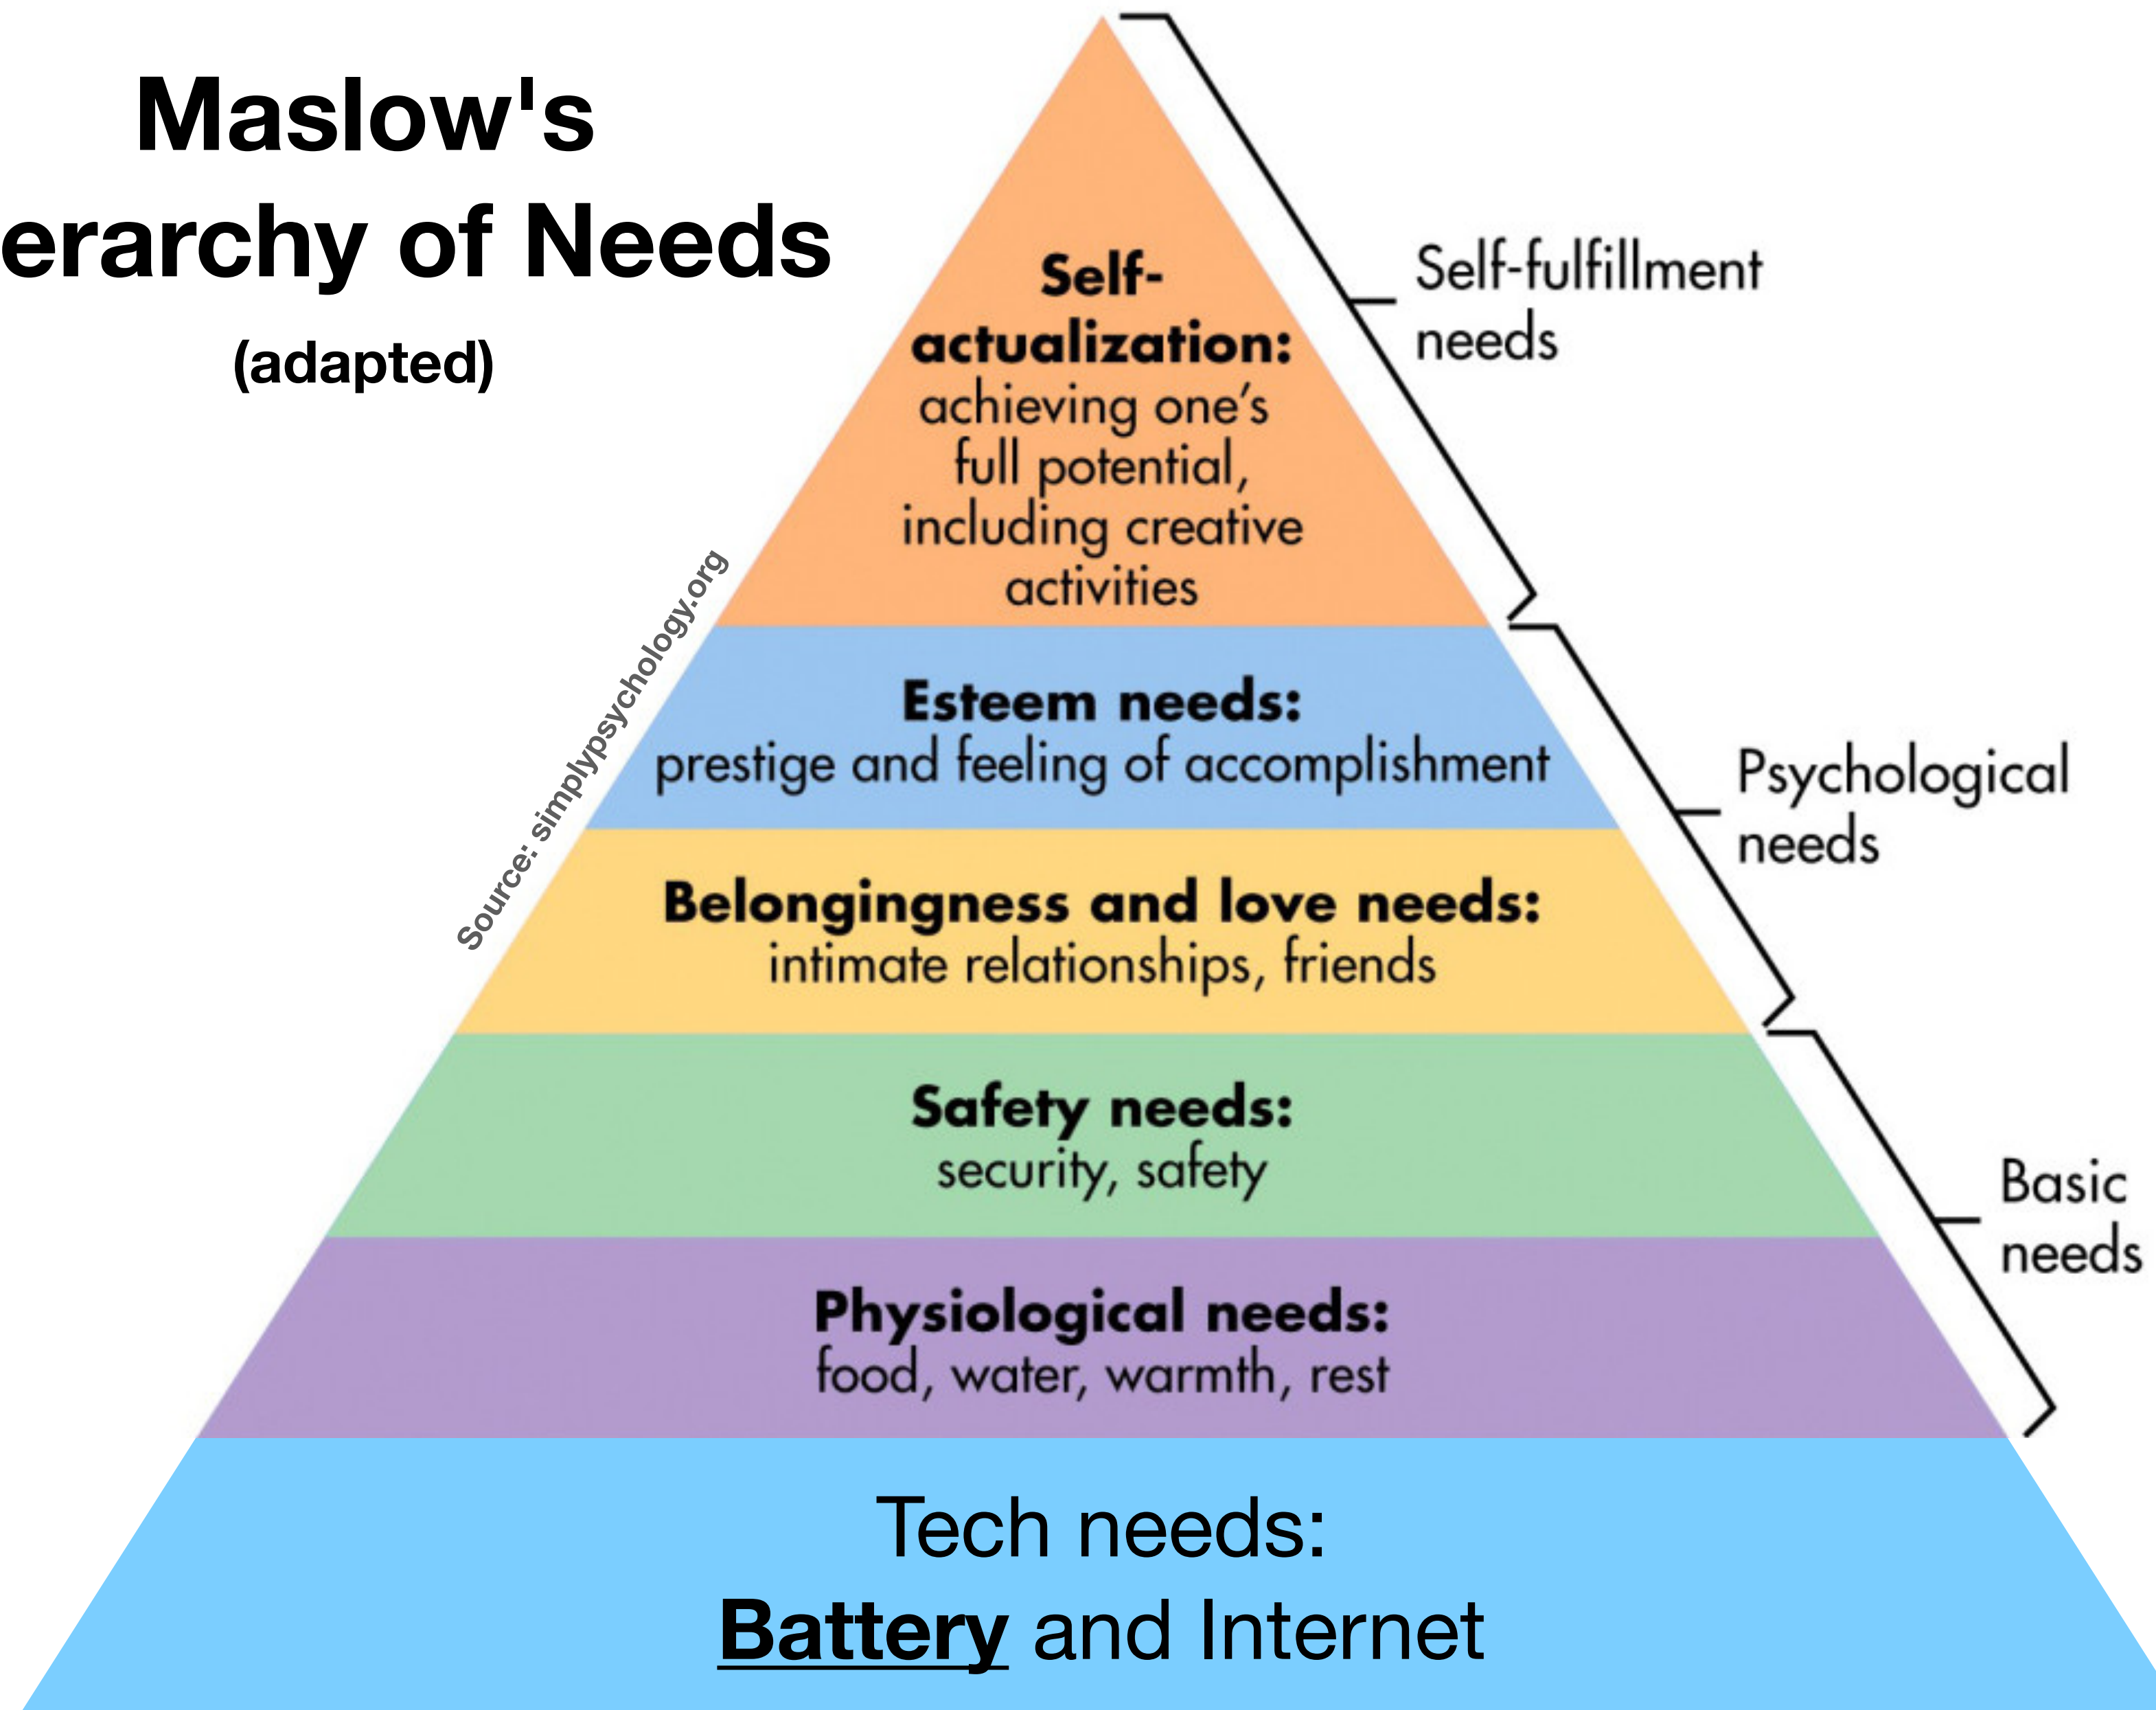 Maslow's
erarchy of Needs
(adapted)
Self-
actualization:
achieving one’s
full potential,
including creative
activities
Self-fulfillment
needs
Source: simplypsychology.org
Esteem needs:
prestige and feeling of accomplishment
Psychological
needs
Belongingness and love needs:
intimate relationships, friends
Safety needs:
security, safety
Basic
needs
Physiological needs:
food, water, warmth, rest
Tech needs:
Battery and Internet